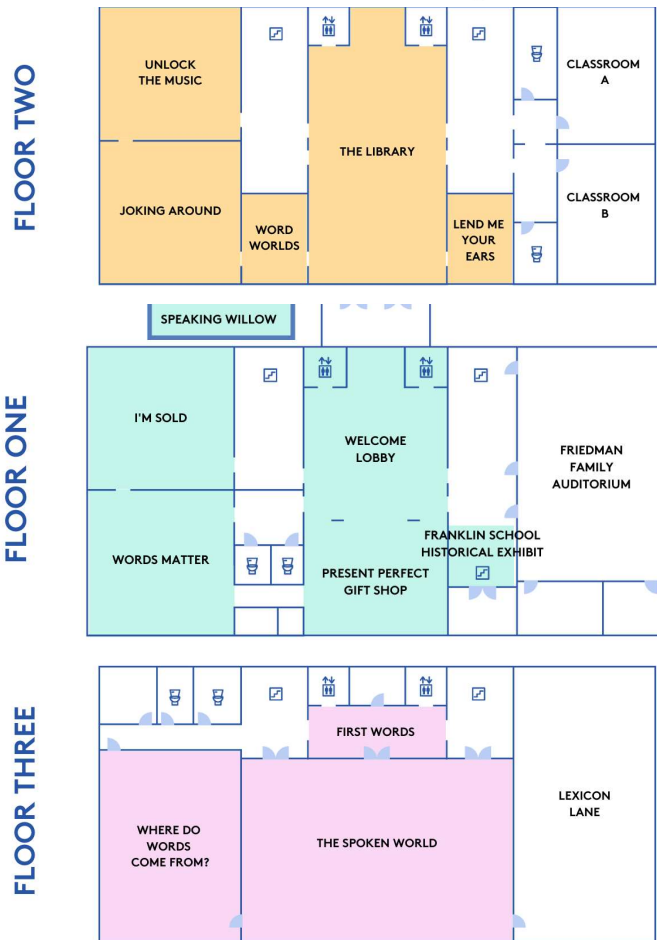 FLOOR TWO
UNLOCK
THE MUSIC
JOKING AROUND
WORD
WORLDS
THE LIBRARY
LEND ME
YOUR
EARS
CLASSROOM
A
CLASSROOM
B
FLOOR ONE
SPEAKING WILLOW
I'M SOLD
WORDS MATTER
WELCOME
LOBBY
PRESENT PERFECT
GIFT SHOP
FRANKLIN SCHOOL
HISTORICAL EXHIBIT
FRIEDMAN
FAMILY
AUDITORIUM
FLOOR THREE
WHERE DO
WORDS
COME FROM?
FIRST WORDS
THE SPOKEN WORLD
LEXICON
LANE